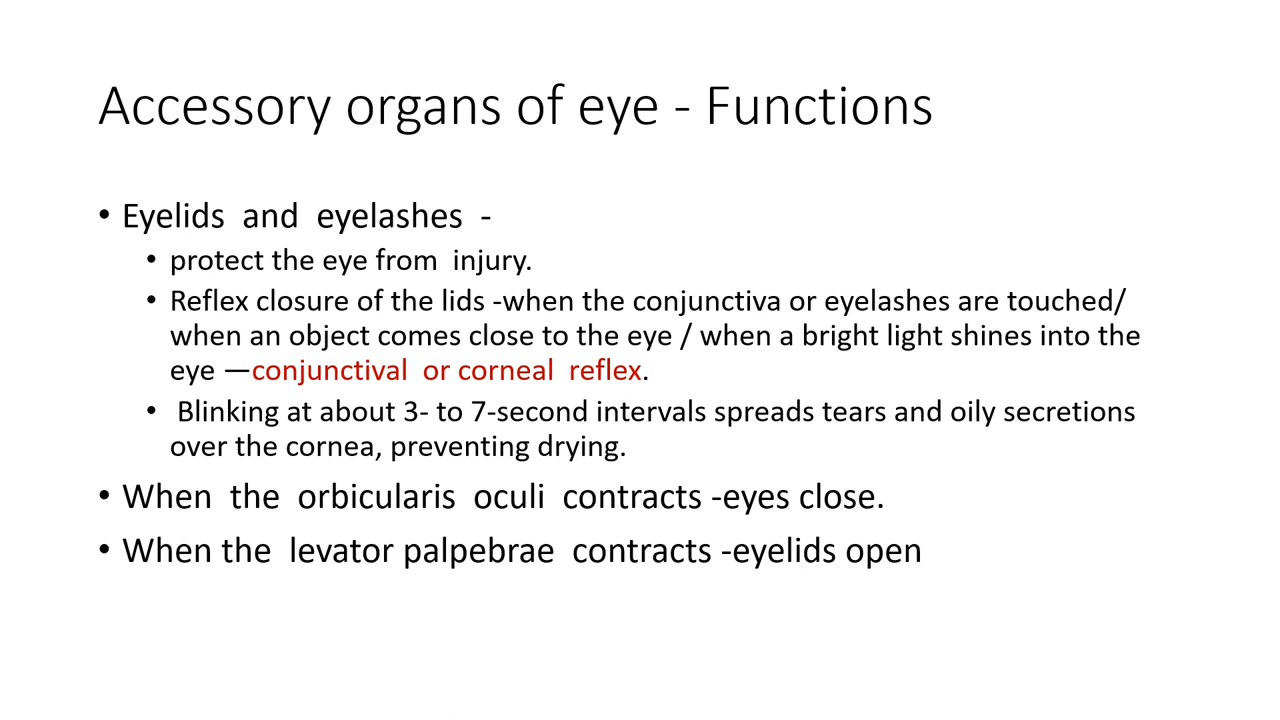 Accessory organs of eye - Functions
• Eyelids and eyelashes -
• protect the eye from injury.
• Reflex closure of the lids -when the conjunctiva or eyelashes are touched/
when an object comes close to the eye / when a bright light shines into the
eye —conjunctival or corneal reflex.
• Blinking at about 3- to 7-second intervals spreads tears and oily secretions
over the cornea, preventing drying.
• When the orbicularis oculi contracts -eyes close.
• When the levator palpebrae contracts -eyelids open